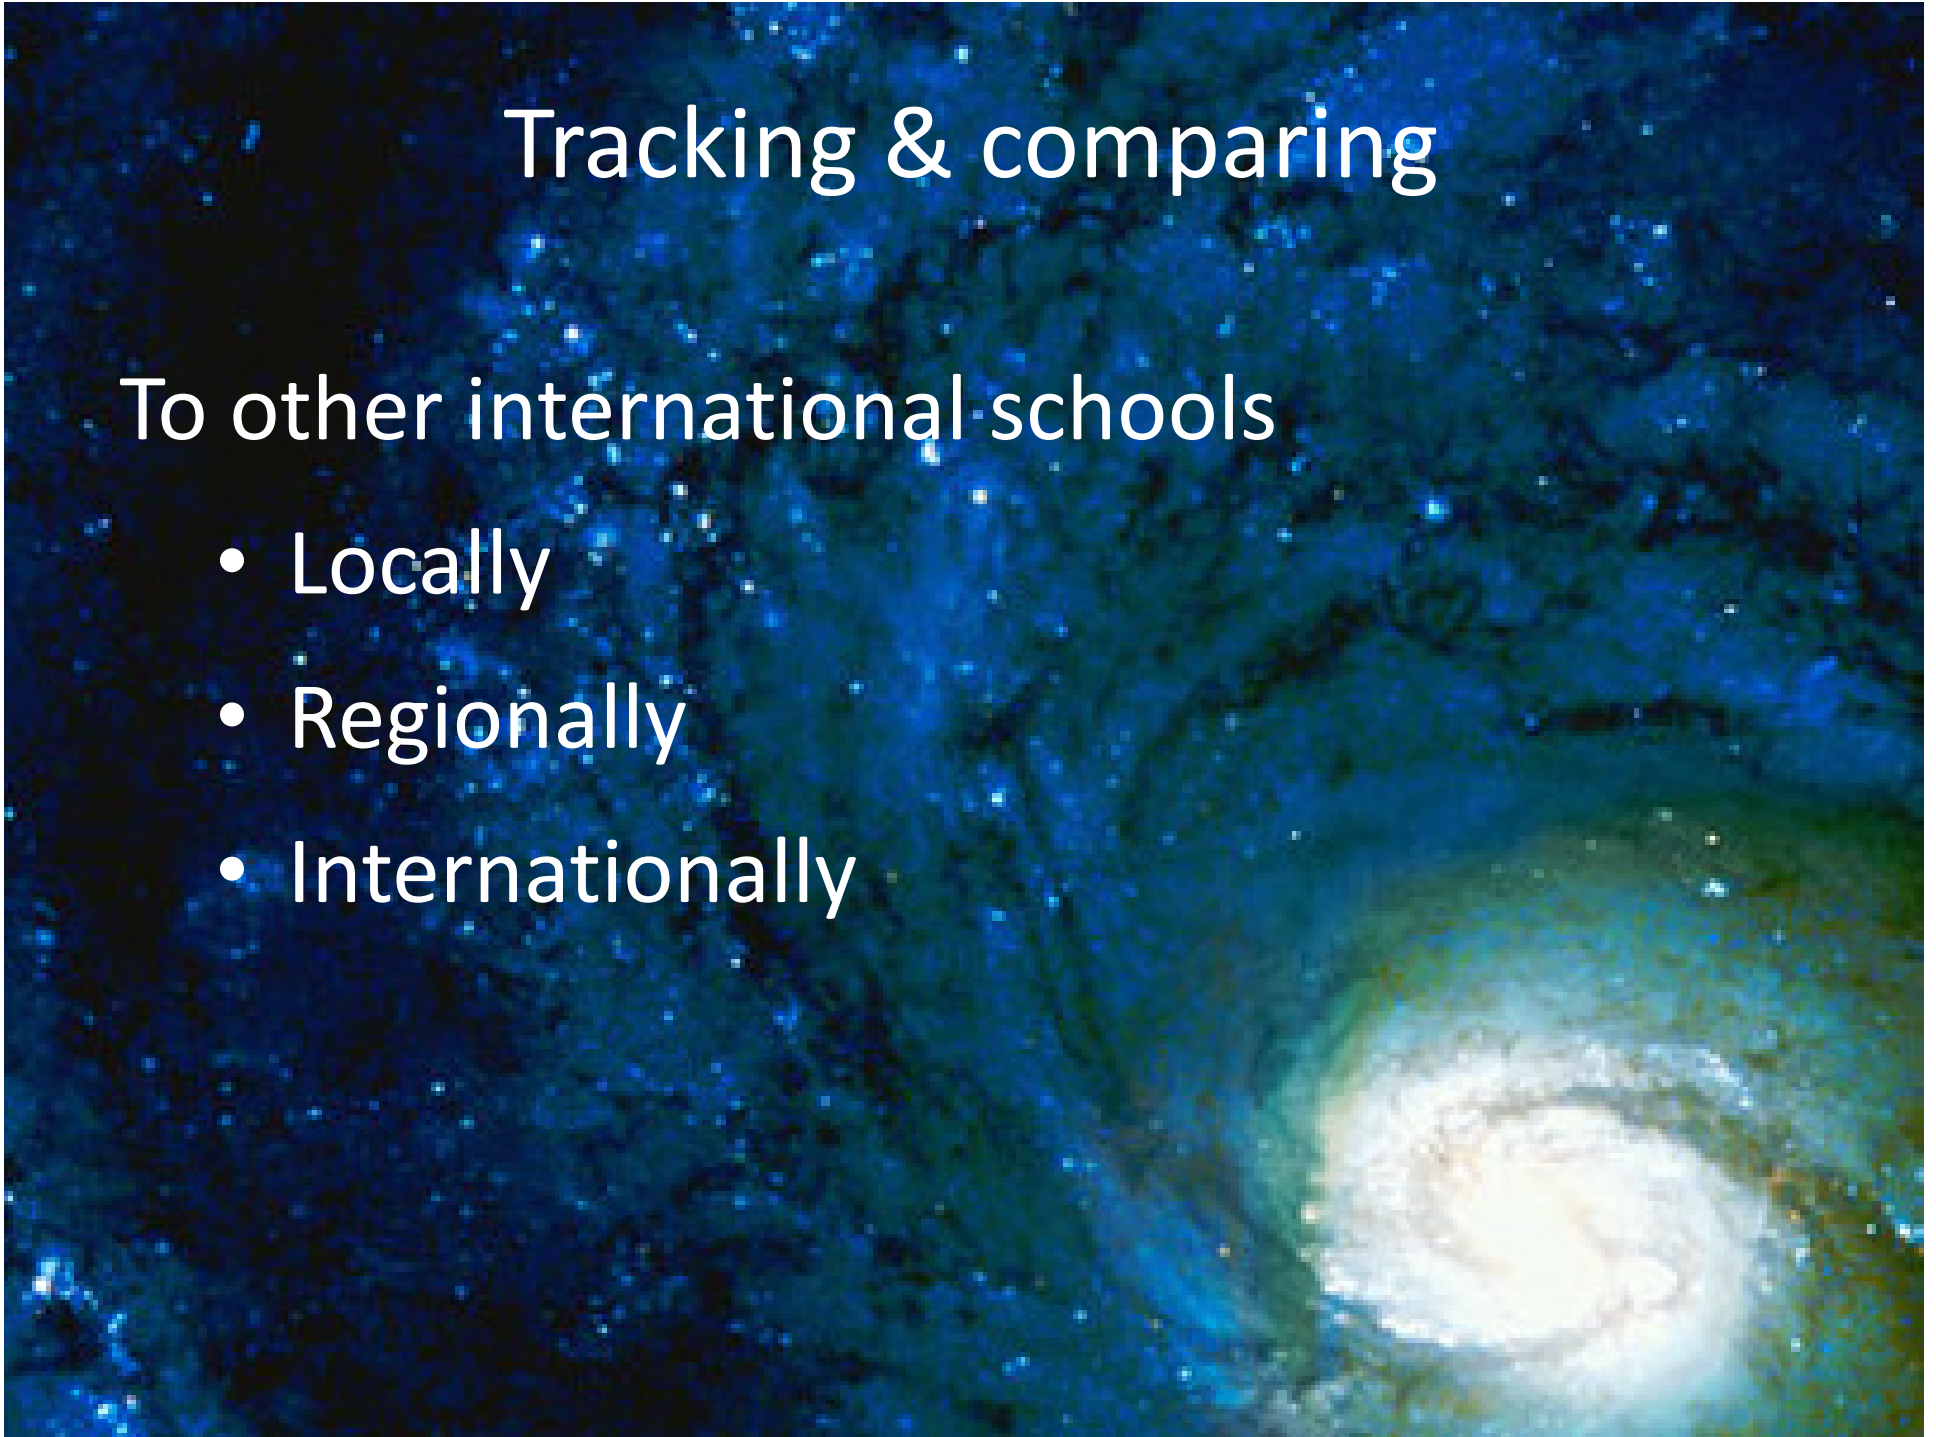 Tracking & comparing
To other international schools
• Locally
• Regionally
• Internationally